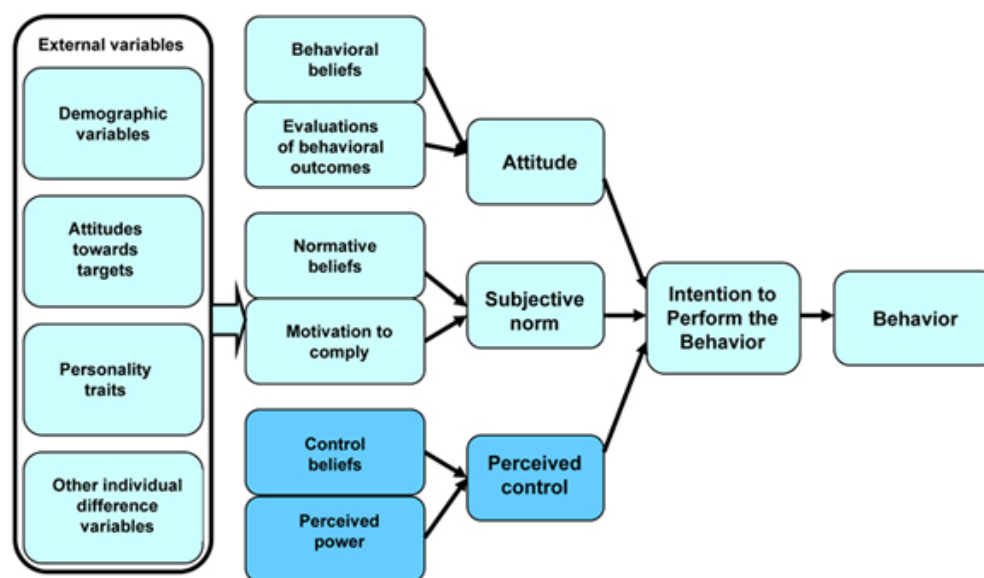 External variables
Demographic
variables
Attitudes
towards
targets
Personality
traits
Other individual
difference
variables
Behavioral
beliefs
Evaluations
of behavioral
outcomes
Normative
beliefs
Motivation to
comply
Control
beliefs
Perceived
power
Attitude
Subjective
norm
Perceived
control
Intention to
Perform the
Behavior
Behavior